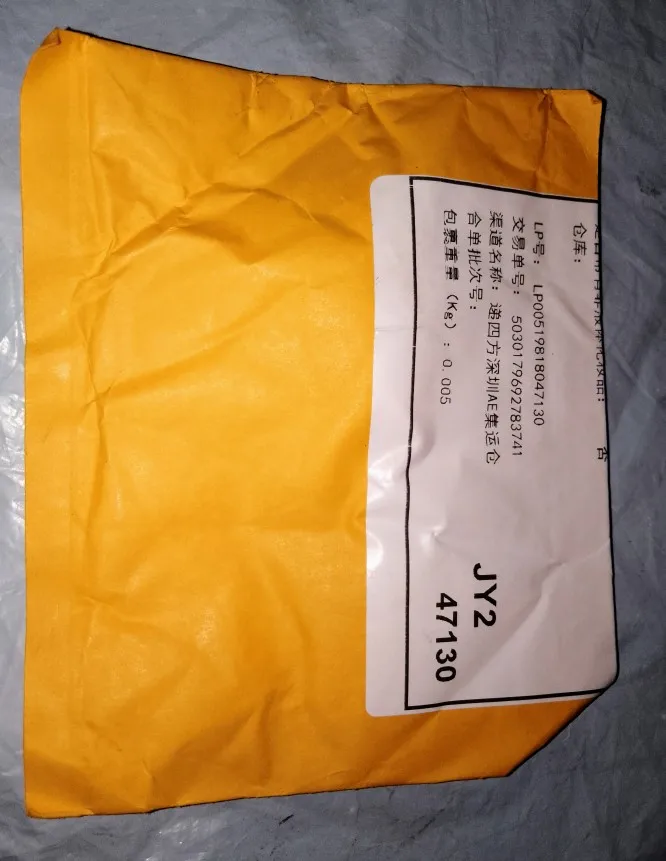 否
仓库：
LP号： LP00519818047130
交易单号： 5030179692783741
渠道名称：递四方深圳AE集运仓
合单批次号：
包裹重量（Kg）：0.005
JY2
47130